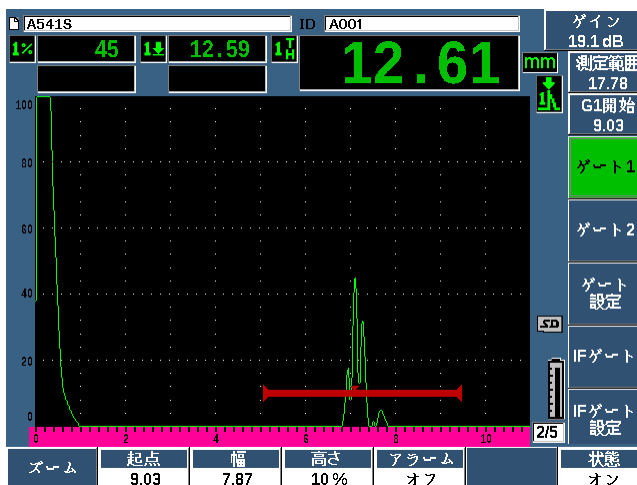 A541S ID A001
1% 45 1 12.59 1TH 12.61 mm
ゲイン
19.1 dB
測定範囲
17.78
G1開始
9.03
ゲート1
ゲート2
ゲート
設定
IFゲート
IFゲート
設定
100
80
60
40
20
0
0 2 4 6 8 10
1
SD
2/5
ズーム
起点
9.03
幅
7.87
高さ
10 %
アラーム
オフ
状態
オン